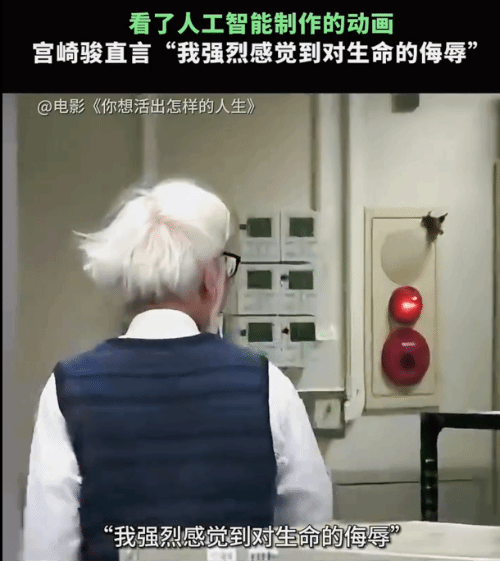 看了人工智能制作的动画
宫崎骏直言“我强烈感觉到对生命的侮辱”
@电影《你想活出怎样的人生》
“我强烈感觉到对生命的侮辱”